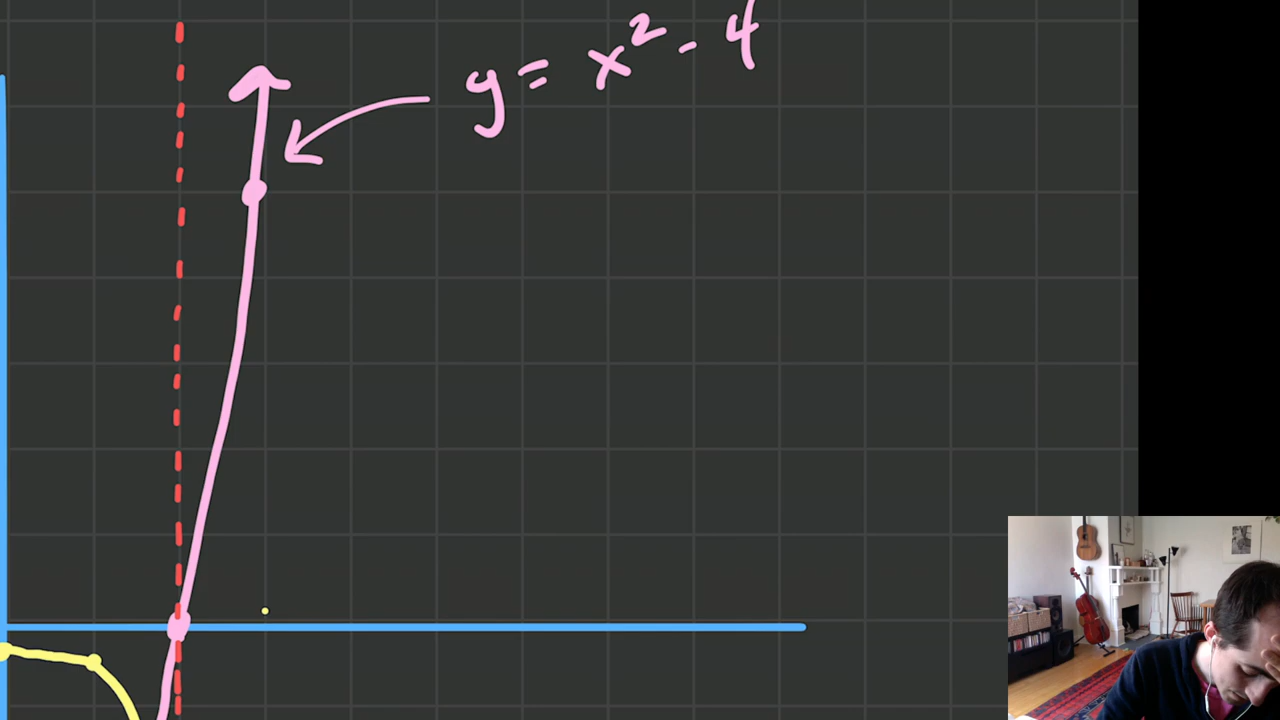 y = x² - 4